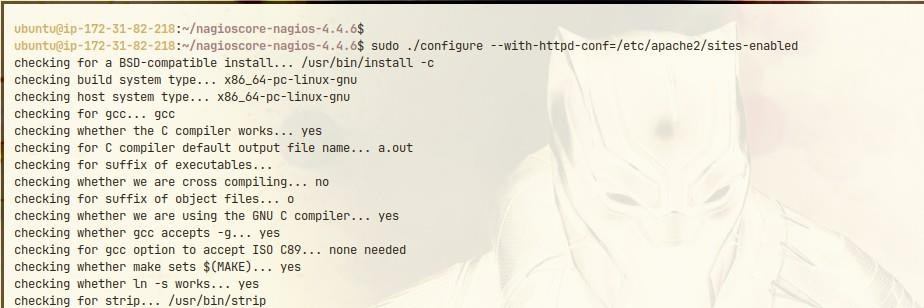 ubuntu@ip-172-31-82-218:~/nagioscore-nagios-4.4.6$
ubuntu@ip-172-31-82-218:~/nagioscore-nagios-4.4.6$ sudo ./configure --with-httpd-conf=/etc/apache2/sites-enabled
checking for a BSD-compatible install... /usr/bin/install -c
checking build system type... x86_64-pc-linux-gnu
checking host system type... x86_64-pc-linux-gnu
checking for gcc... gcc
checking whether the C compiler works... yes
checking for C compiler default output file name... a.out
checking for suffix of executables...
checking whether we are cross compiling... no
checking for suffix of object files... o
checking whether we are using the GNU C compiler... yes
checking whether gcc accepts -g... yes
checking for gcc option to accept ISO C89... none needed
checking whether make sets $(MAKE)... yes
checking whether ln -s works... yes
checking for strip... /usr/bin/strip